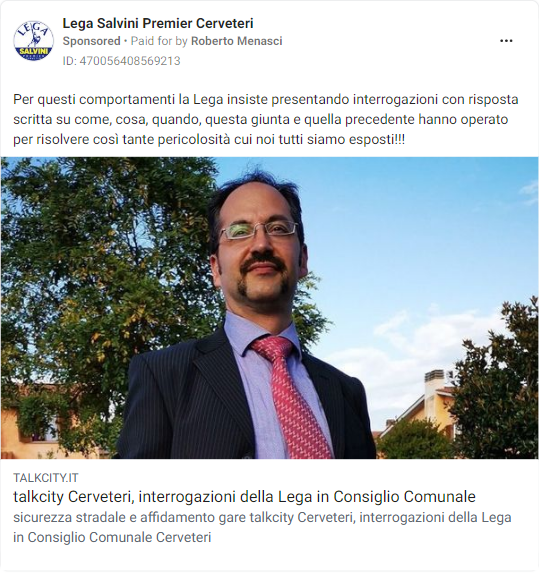 Lega Salvini Premier Cerveteri
Sponsored • Paid for by Roberto Menasci
ID: 470056408569213
LEGA
SALVINI
PREMIER
Per questi comportamenti la Lega insiste presentando interrogazioni con risposta
scritta su come, cosa, quando, questa giunta e quella precedente hanno operato
per risolvere così tante pericolosità cui noi tutti siamo esposti!!!
TALKCITY.IT
talkcity Cerveteri, interrogazioni della Lega in Consiglio Comunale
sicurezza stradale e affidamento gare talkcity Cerveteri, interrogazioni della Lega
in Consiglio Comunale Cerveteri